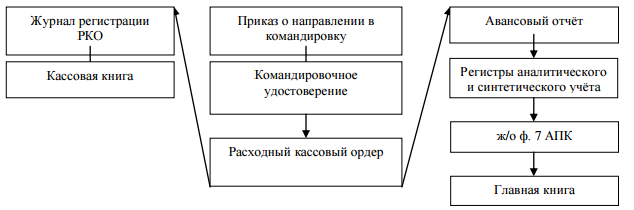 Журнал регистрации
РКО
Кассовая книга
Приказ о направлении в
командировку
Командировочное
удостоверение
Расходный кассовый ордер
Авансовый отчёт
Регистры аналитического
и синтетического учёта
ж/о ф. 7 АПК
Главная книга